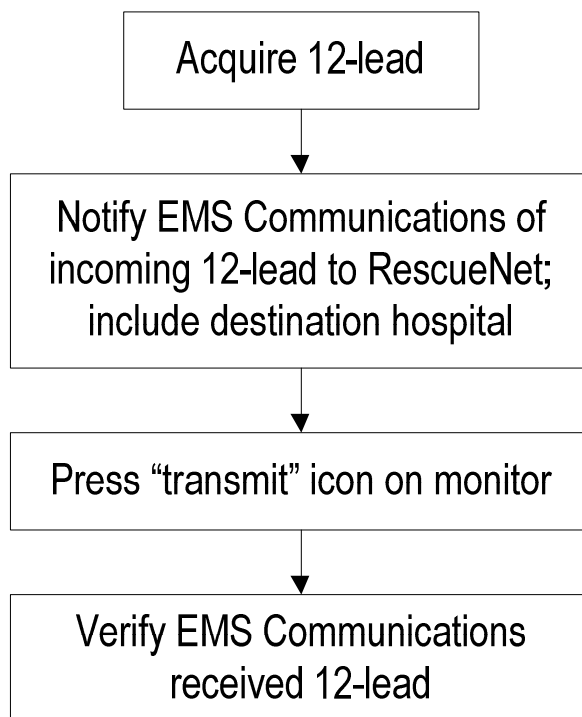 Acquire 12-lead
Notify EMS Communications of
incoming 12-lead to RescueNet;
include destination hospital
Press “transmit” icon on monitor
Verify EMS Communications
received 12-lead